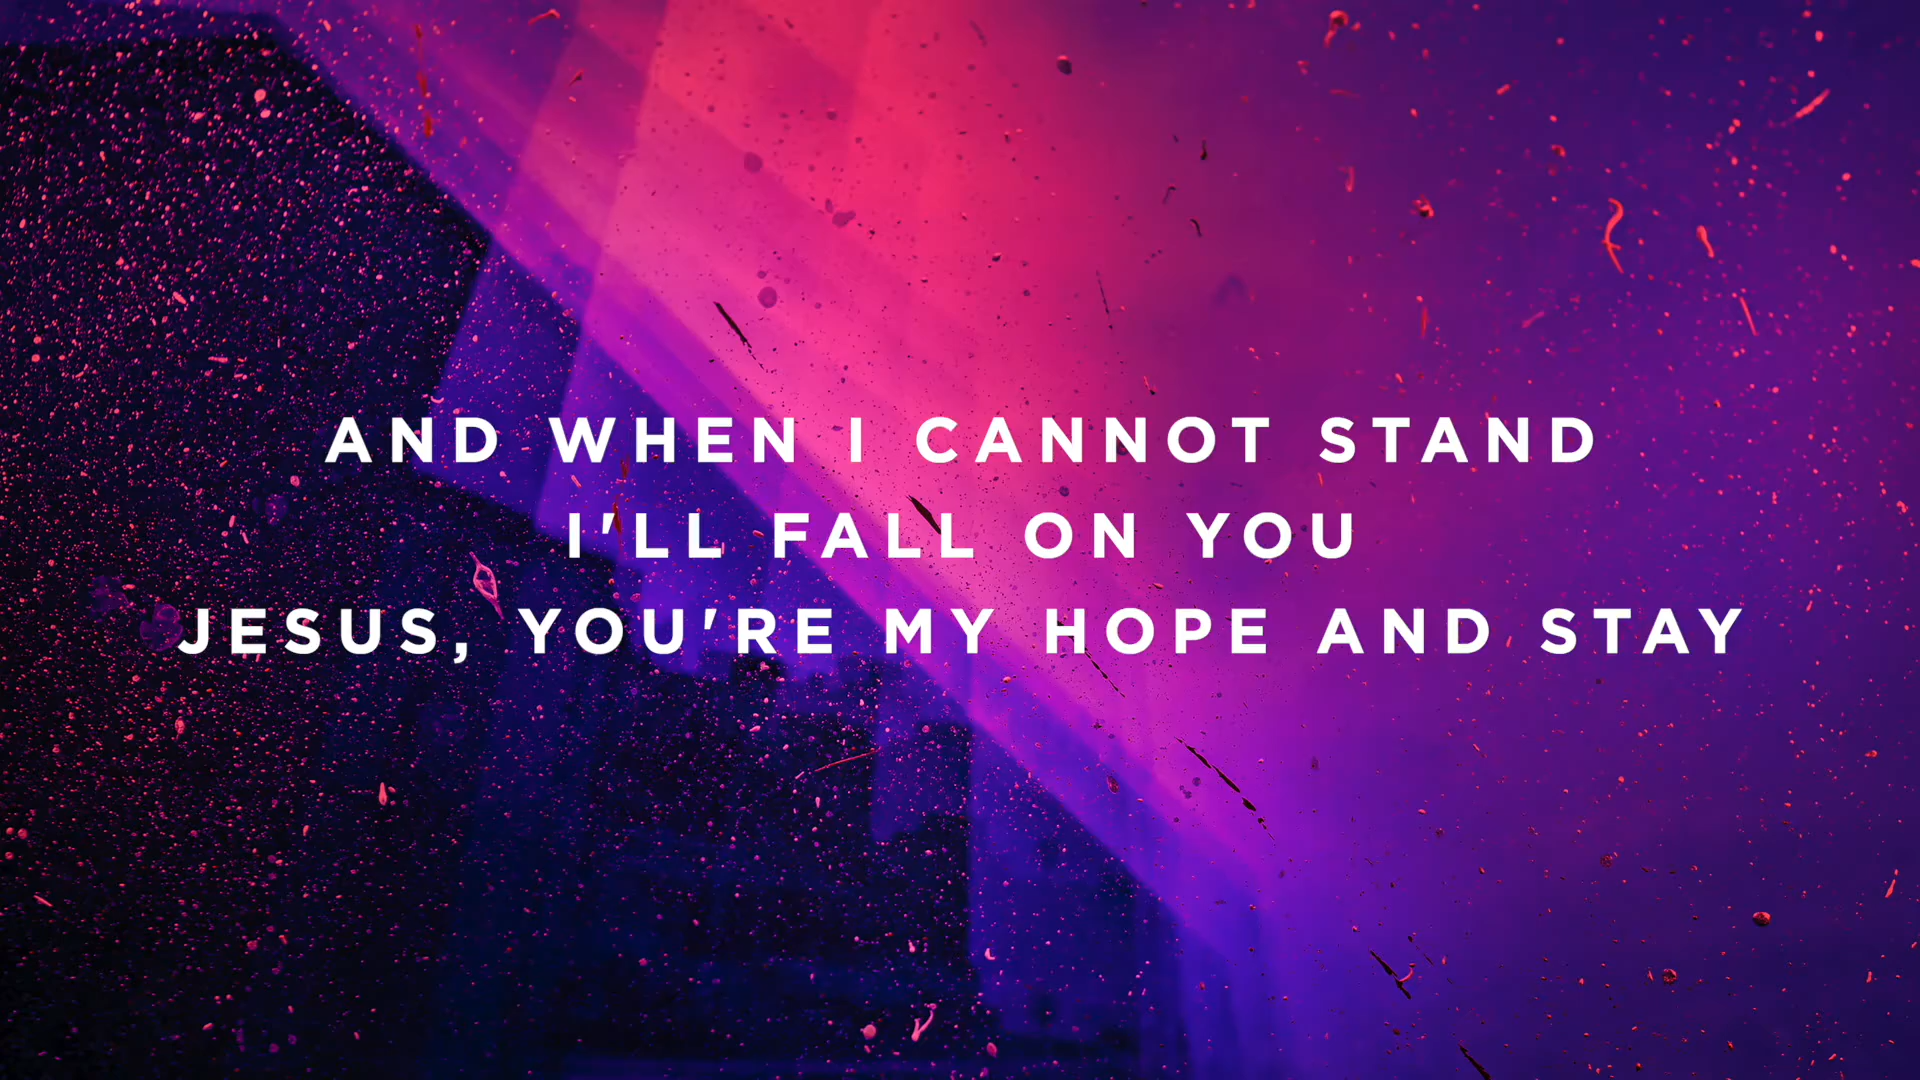 AND WHEN I CANNOT STAND
I'LL FALL ON YOU
JESUS, YOU'RE MY HOPE AND STAY